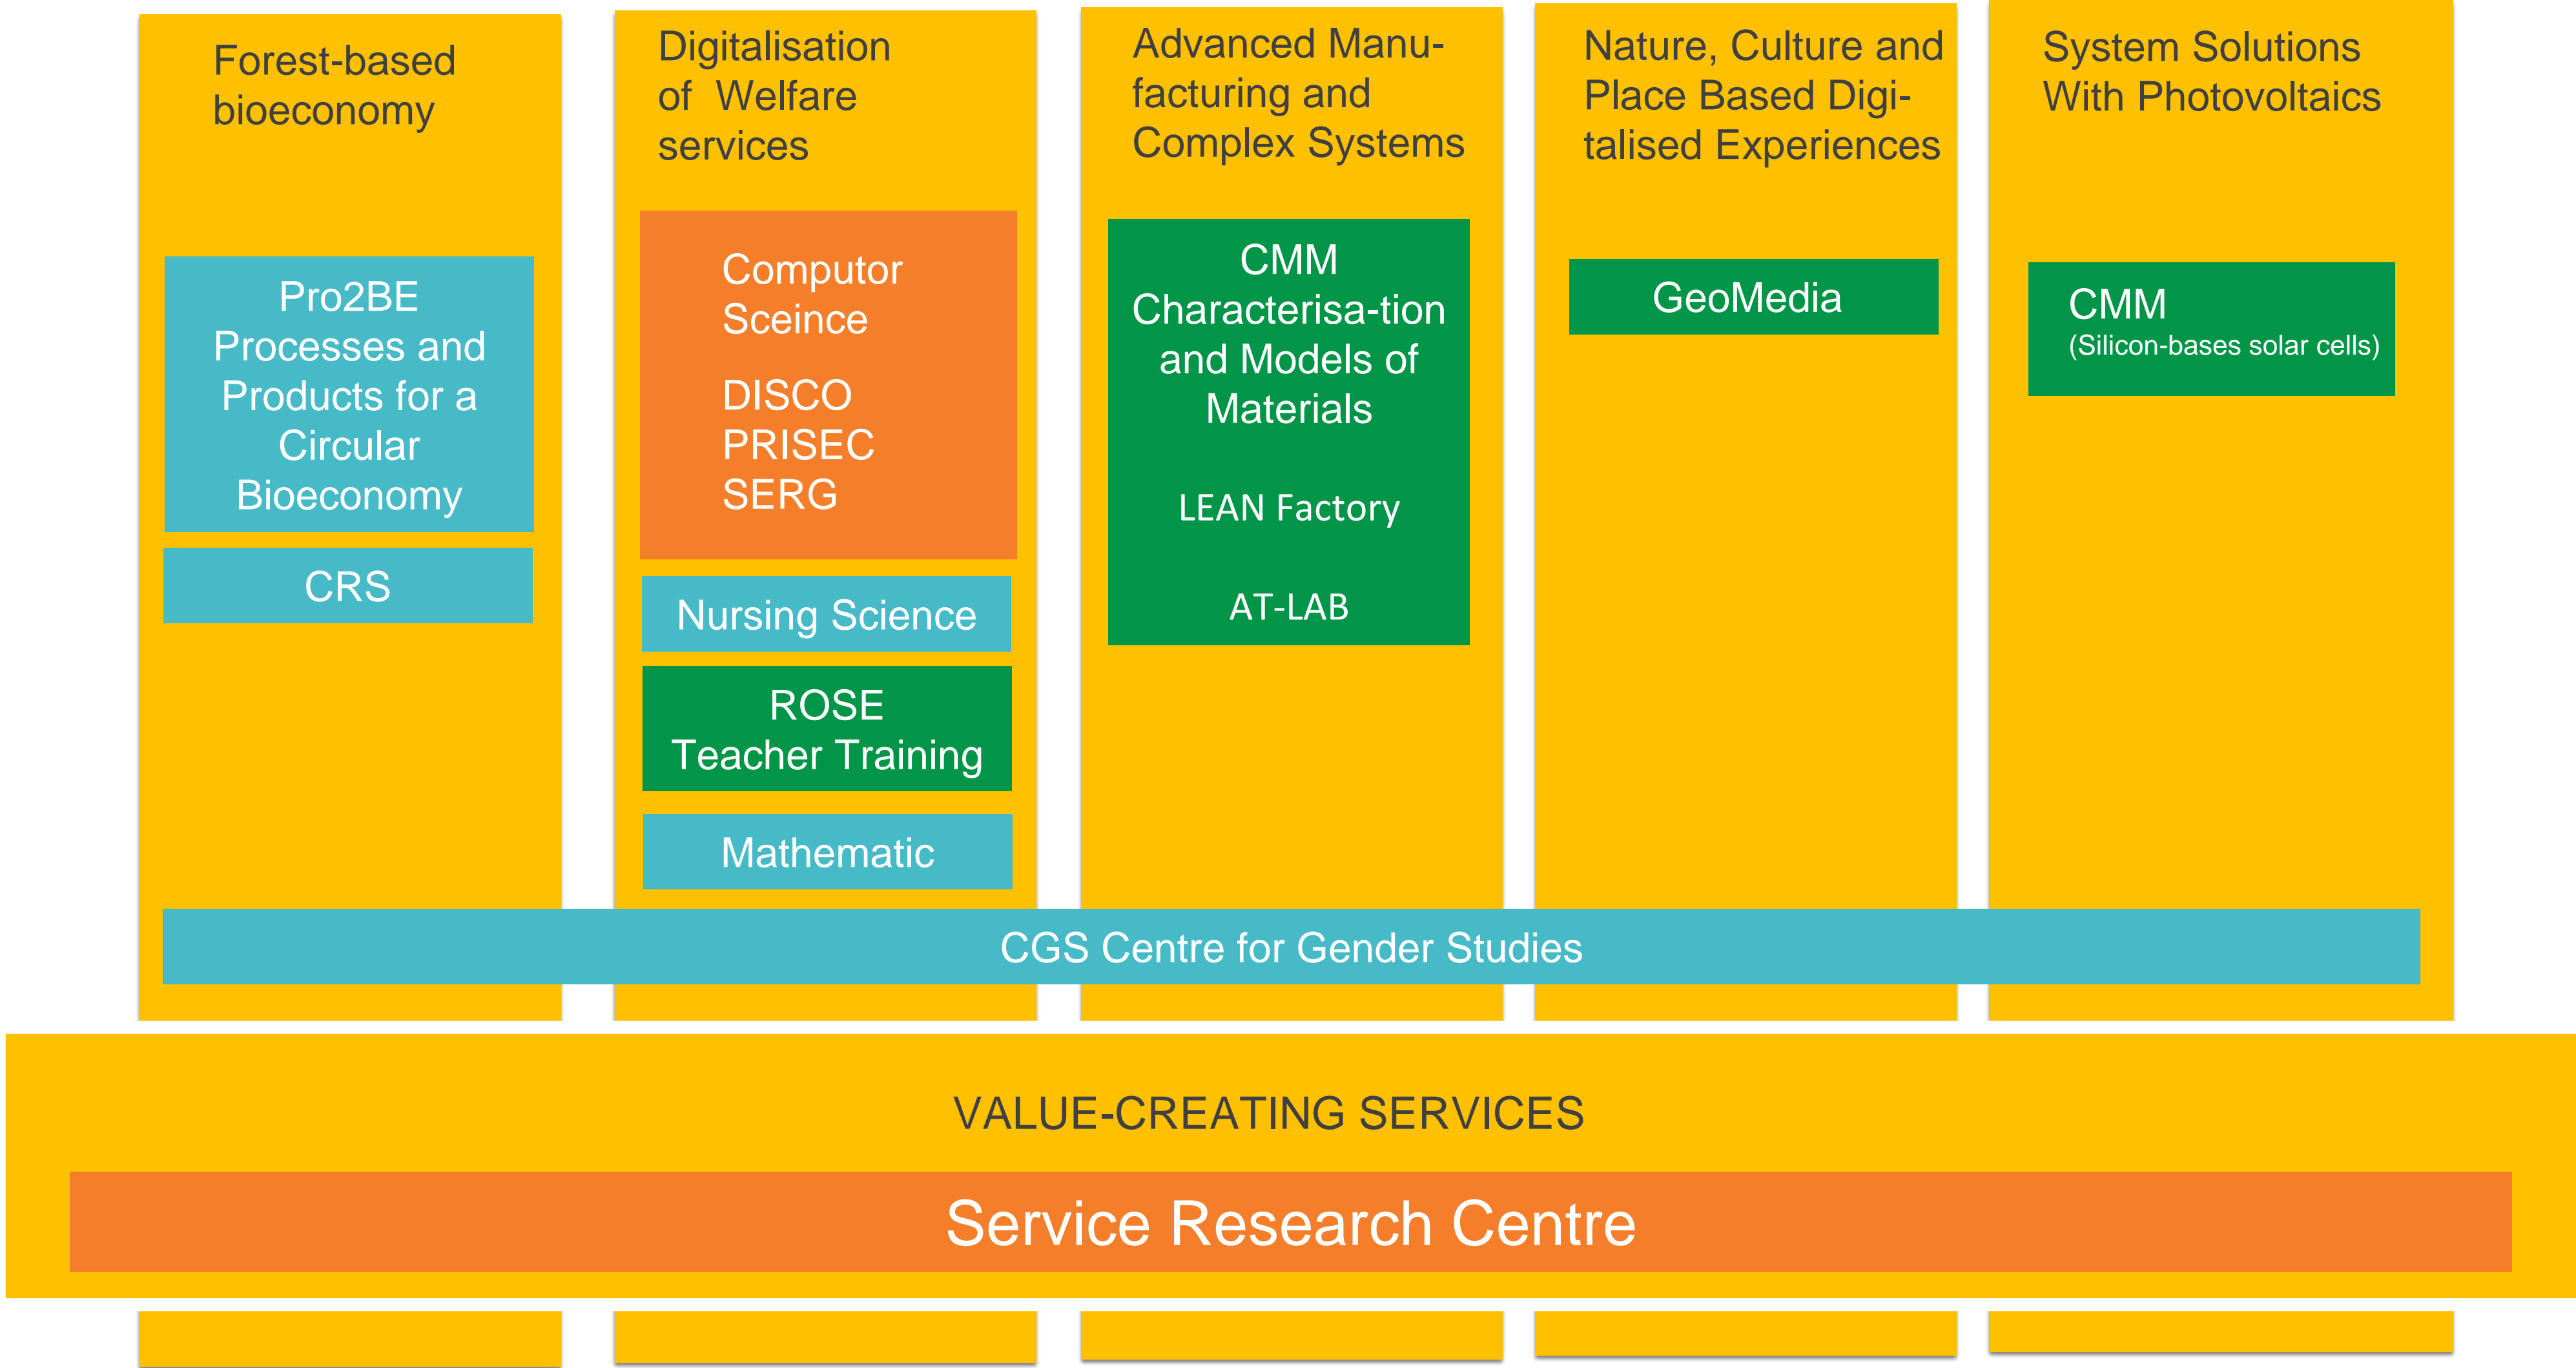 Forest-based
bioeconomy
Pro2BE
Processes and
Products for a
Circular
Bioeconomy
CRS
Digitalisation
of Welfare
services
Computor
Sceince
DISCO
PRISEC
SERG
Nursing Science
ROSE
Teacher Training
Mathematic
Advanced Manu-
facturing and
Complex Systems
CMM
Characterisa-tion
and Models of
Materials
LEAN Factory
AT-LAB
Nature, Culture and
Place Based Digi-
talised Experiences
GeoMedia
System Solutions
With Photovoltaics
CMM
(Silicon-bases solar cells)
CGS Centre for Gender Studies
VALUE-CREATING SERVICES
Service Research Centre